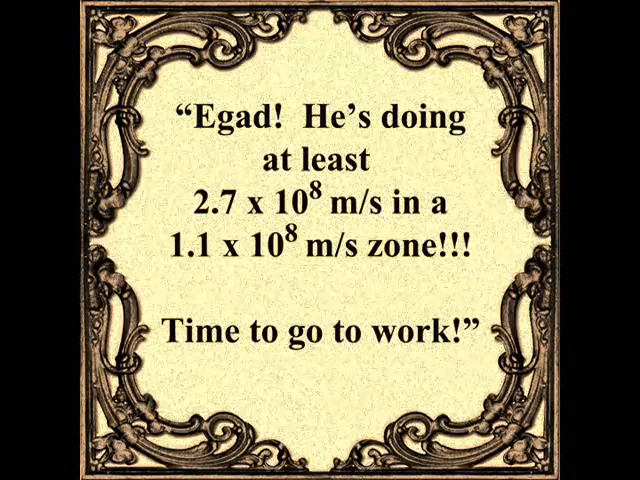 “Egad!  He’s doing
at least
2.7 x 10⁸ m/s in a
1.1 x 10⁸ m/s zone!!!
Time to go to work!”